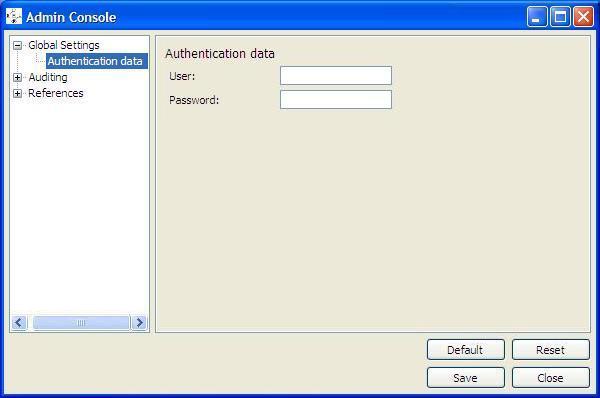 Admin Console
Global Settings
Authentication data
Auditing
References
Authentication data
User:
Password:
Default
Reset
Save
Close